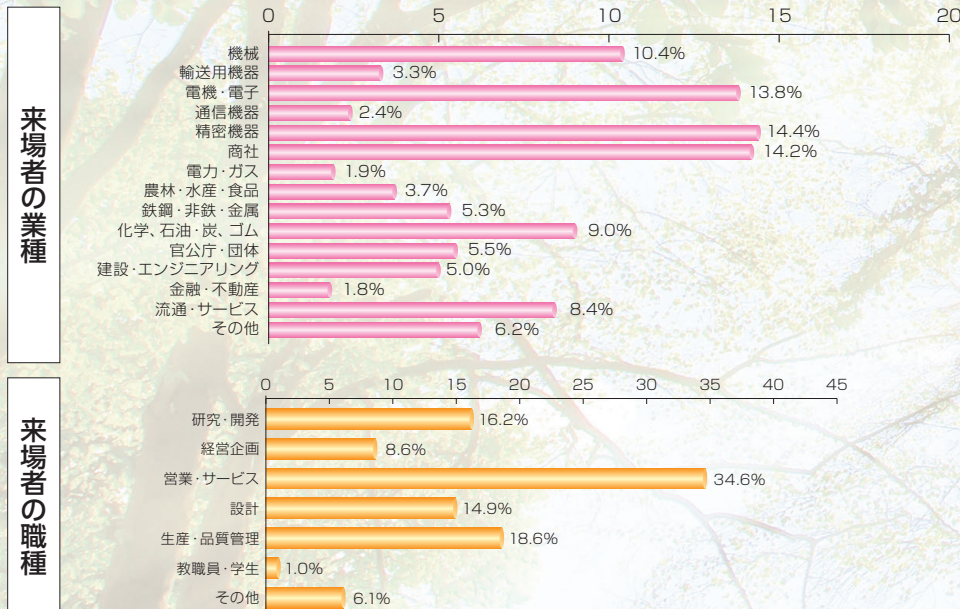 来場者の業種
0 5 10 15 20
機械 10.4%
輸送用機器 3.3%
電機・電子 13.8%
通信機器 2.4%
精密機器 14.4%
商社 14.2%
電力・ガス 1.9%
農林・水産・食品 3.7%
鉄鋼・非鉄・金属 5.3%
化学、石油・炭、ゴム 9.0%
官公庁・団体 5.5%
建設・エンジニアリング 5.0%
金融・不動産 1.8%
流通・サービス 8.4%
その他 6.2%
来場者の職種
0 5 10 15 20 25 30 35 40 45
研究・開発 16.2%
経営企画 8.6%
営業・サービス 34.6%
設計 14.9%
生産・品質管理 18.6%
教職員・学生 1.0%
その他 6.1%